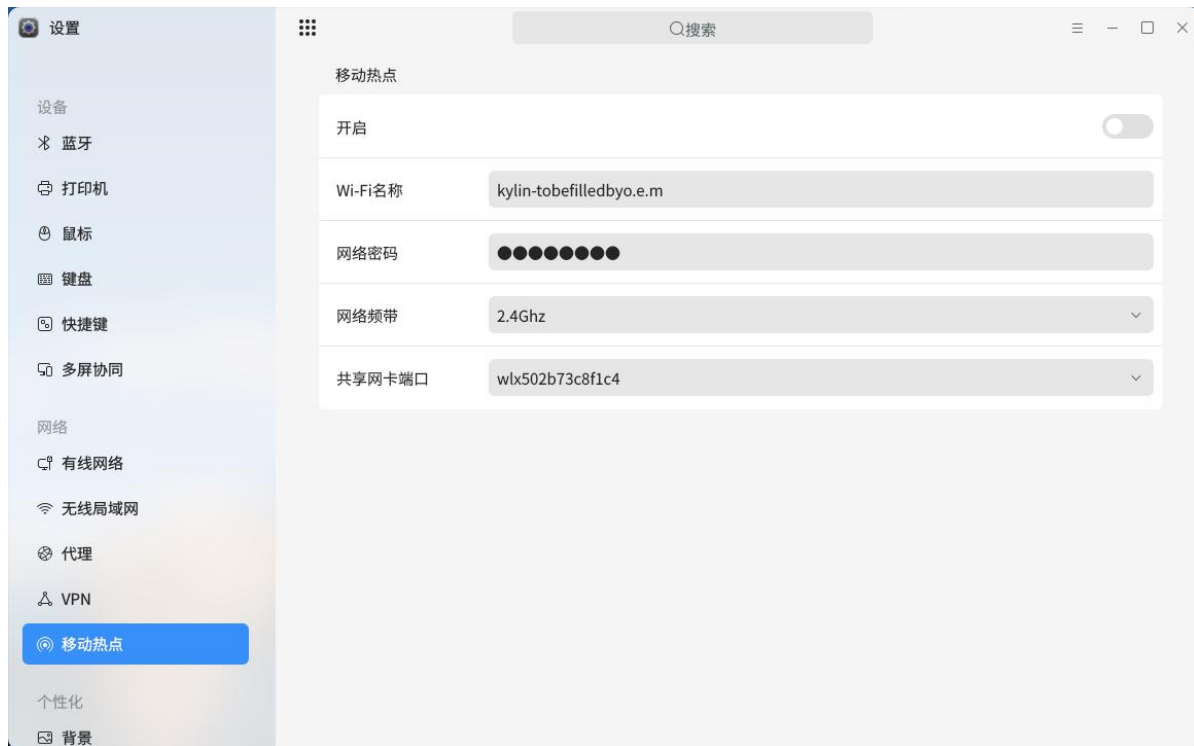 设置
搜索
设备
蓝牙
打印机
鼠标
键盘
快捷键
多屏协同
网络
有线网络
无线局域网
代理
VPN
移动热点
个性化
背景
移动热点
开启
Wi-Fi名称 kylin-tobefilledbyo.e.m
网络密码 ●●●●●●●●
网络频带 2.4Ghz
共享网卡端口 wlx502b73c8f1c4